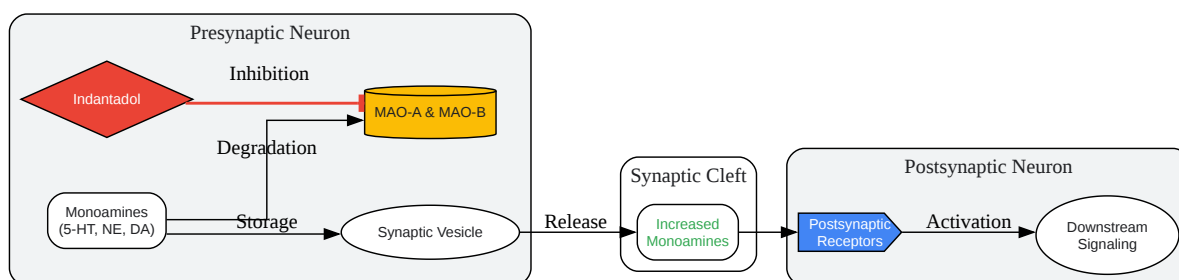 Presynaptic Neuron
Inhibition
Indantadol
MAO-A & MAO-B
Degradation
Monoamines
(5-HT, NE, DA)
Storage
Synaptic Vesicle
Release
Synaptic Cleft
Increased
Monoamines
Postsynaptic Neuron
Postsynaptic
Receptors
Activation
Downstream
Signaling